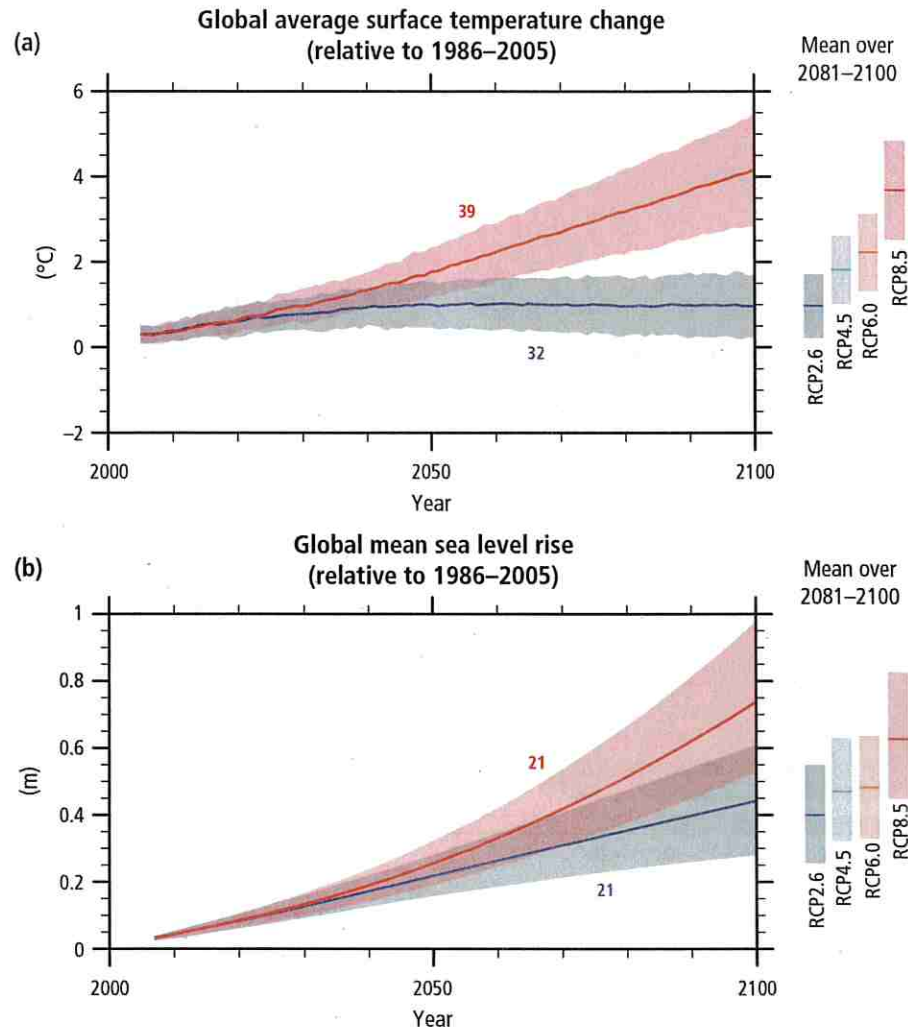 (a)
Global average surface temperature change
(relative to 1986–2005)
Mean over
2081–2100
6
4
2
0
−2
(°C)
39
32
2000
2050
2100
Year
RCP2.6
RCP4.5
RCP6.0
RCP8.5
(b)
Global mean sea level rise
(relative to 1986–2005)
Mean over
2081–2100
1
0.8
0.6
0.4
0.2
0
(m)
21
21
2000
2050
2100
Year
RCP2.6
RCP4.5
RCP6.0
RCP8.5